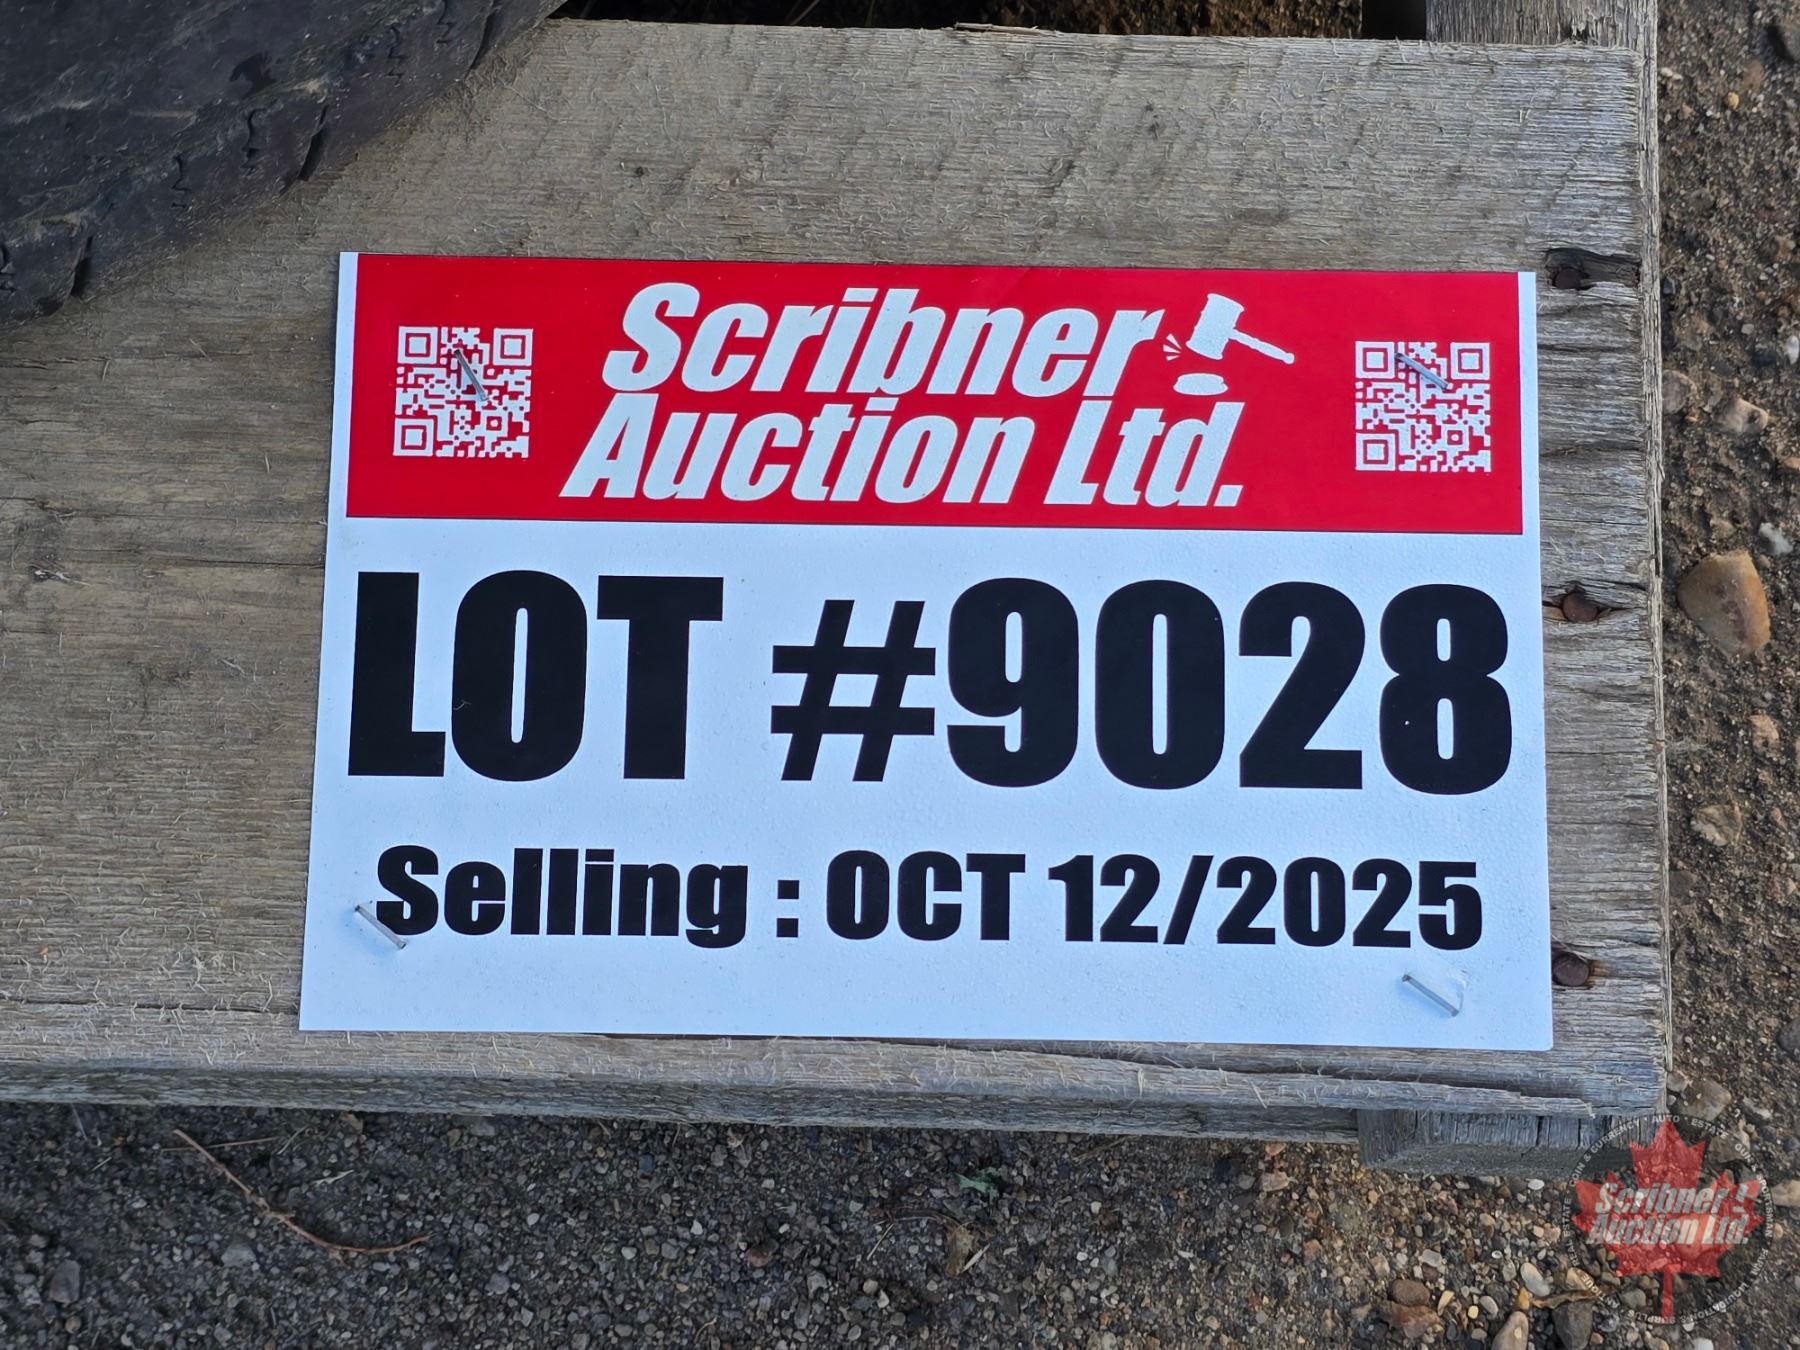 Scribner
Auction Ltd.
LOT #9028
Selling : OCT 12/2025
Scribner
Auction Ltd.